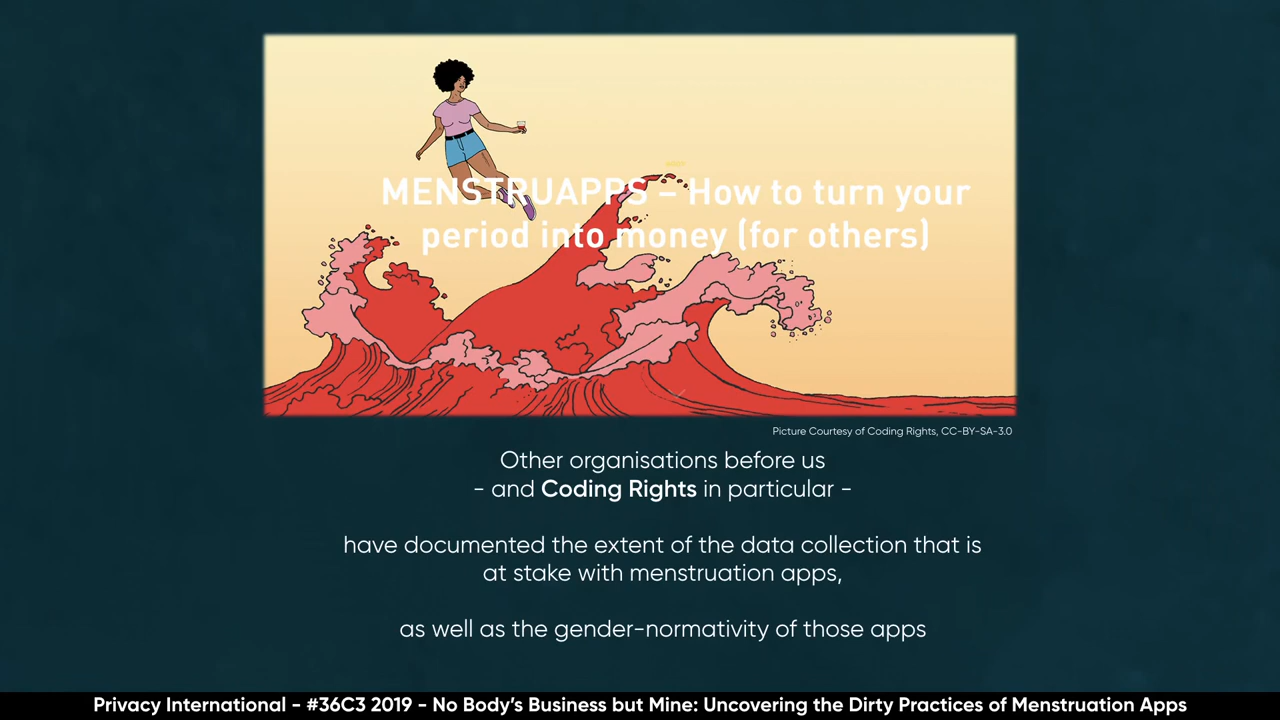 MENSTRUAPPS – How to turn your
period into money (for others)
Picture Courtesy of Coding Rights, CC-BY-SA-3.0
Other organisations before us
- and Coding Rights in particular -
have documented the extent of the data collection that is
at stake with menstruation apps,
as well as the gender-normativity of those apps
Privacy International - #36C3 2019 - No Body's Business but Mine: Uncovering the Dirty Practices of Menstruation Apps